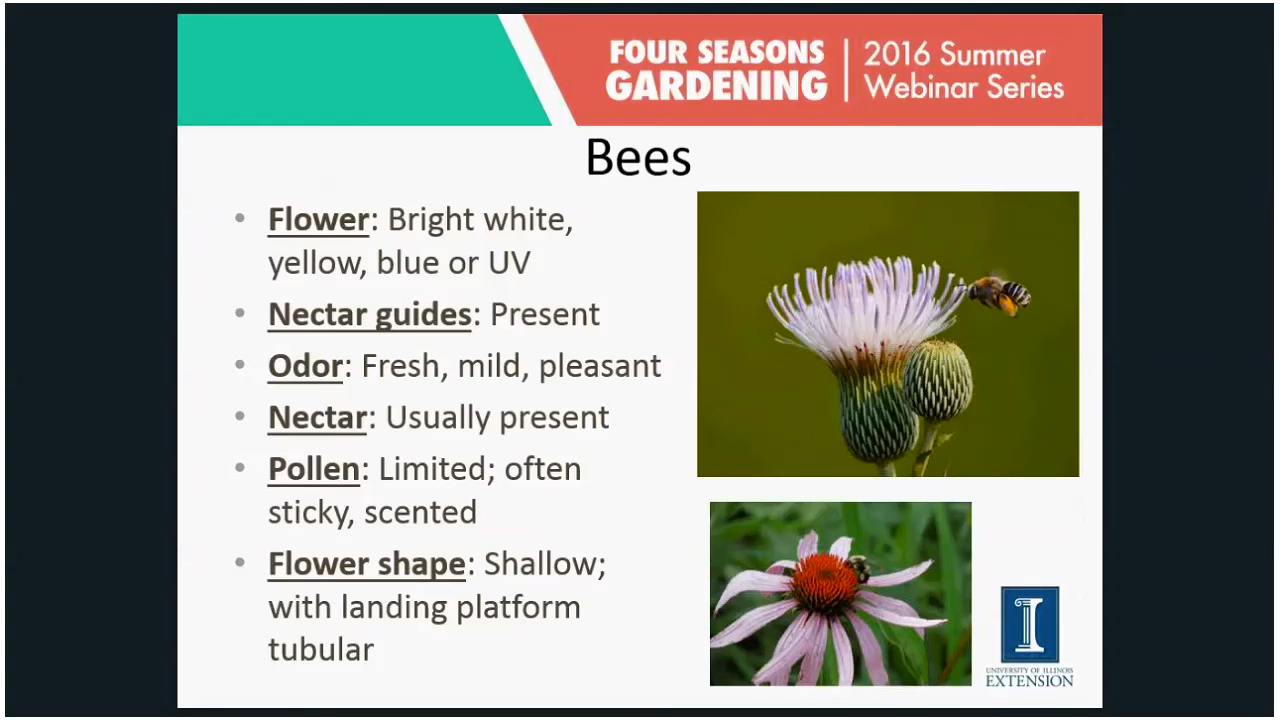 FOUR SEASONS
GARDENING
2016 Summer
Webinar Series
Bees
• Flower: Bright white,
yellow, blue or UV
• Nectar guides: Present
• Odor: Fresh, mild, pleasant
• Nectar: Usually present
• Pollen: Limited; often
sticky, scented
• Flower shape: Shallow;
with landing platform
tubular
I
UNIVERSITY OF ILLINOIS
EXTENSION